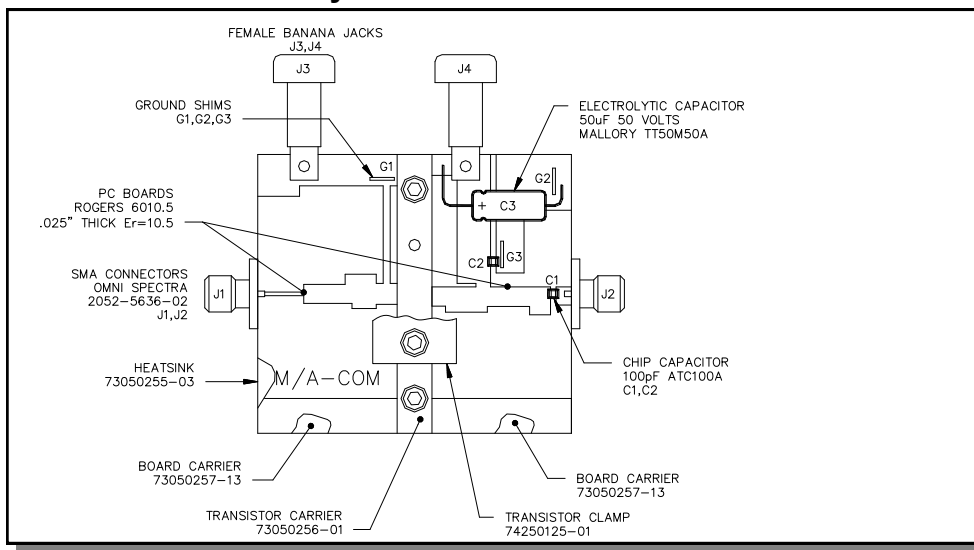 FEMALE BANANA JACKS
J3,J4
J3
J4
GROUND SHIMS
G1,G2,G3
ELECTROLYTIC CAPACITOR
50uF 50 VOLTS
MALLORY TT50M50A
G1
G2
PC BOARDS
ROGERS 6010.5
.025" THICK Er=10.5
+ C3
C2
G3
SMA CONNECTORS
OMNI SPECTRA
2052-5636-02
J1,J2
J1
C1
J2
HEATSINK
73050255-03
M/A-COM
CHIP CAPACITOR
100pF ATC100A
C1,C2
BOARD CARRIER
73050257-13
BOARD CARRIER
73050257-13
TRANSISTOR CARRIER
73050256-01
TRANSISTOR CLAMP
74250125-01